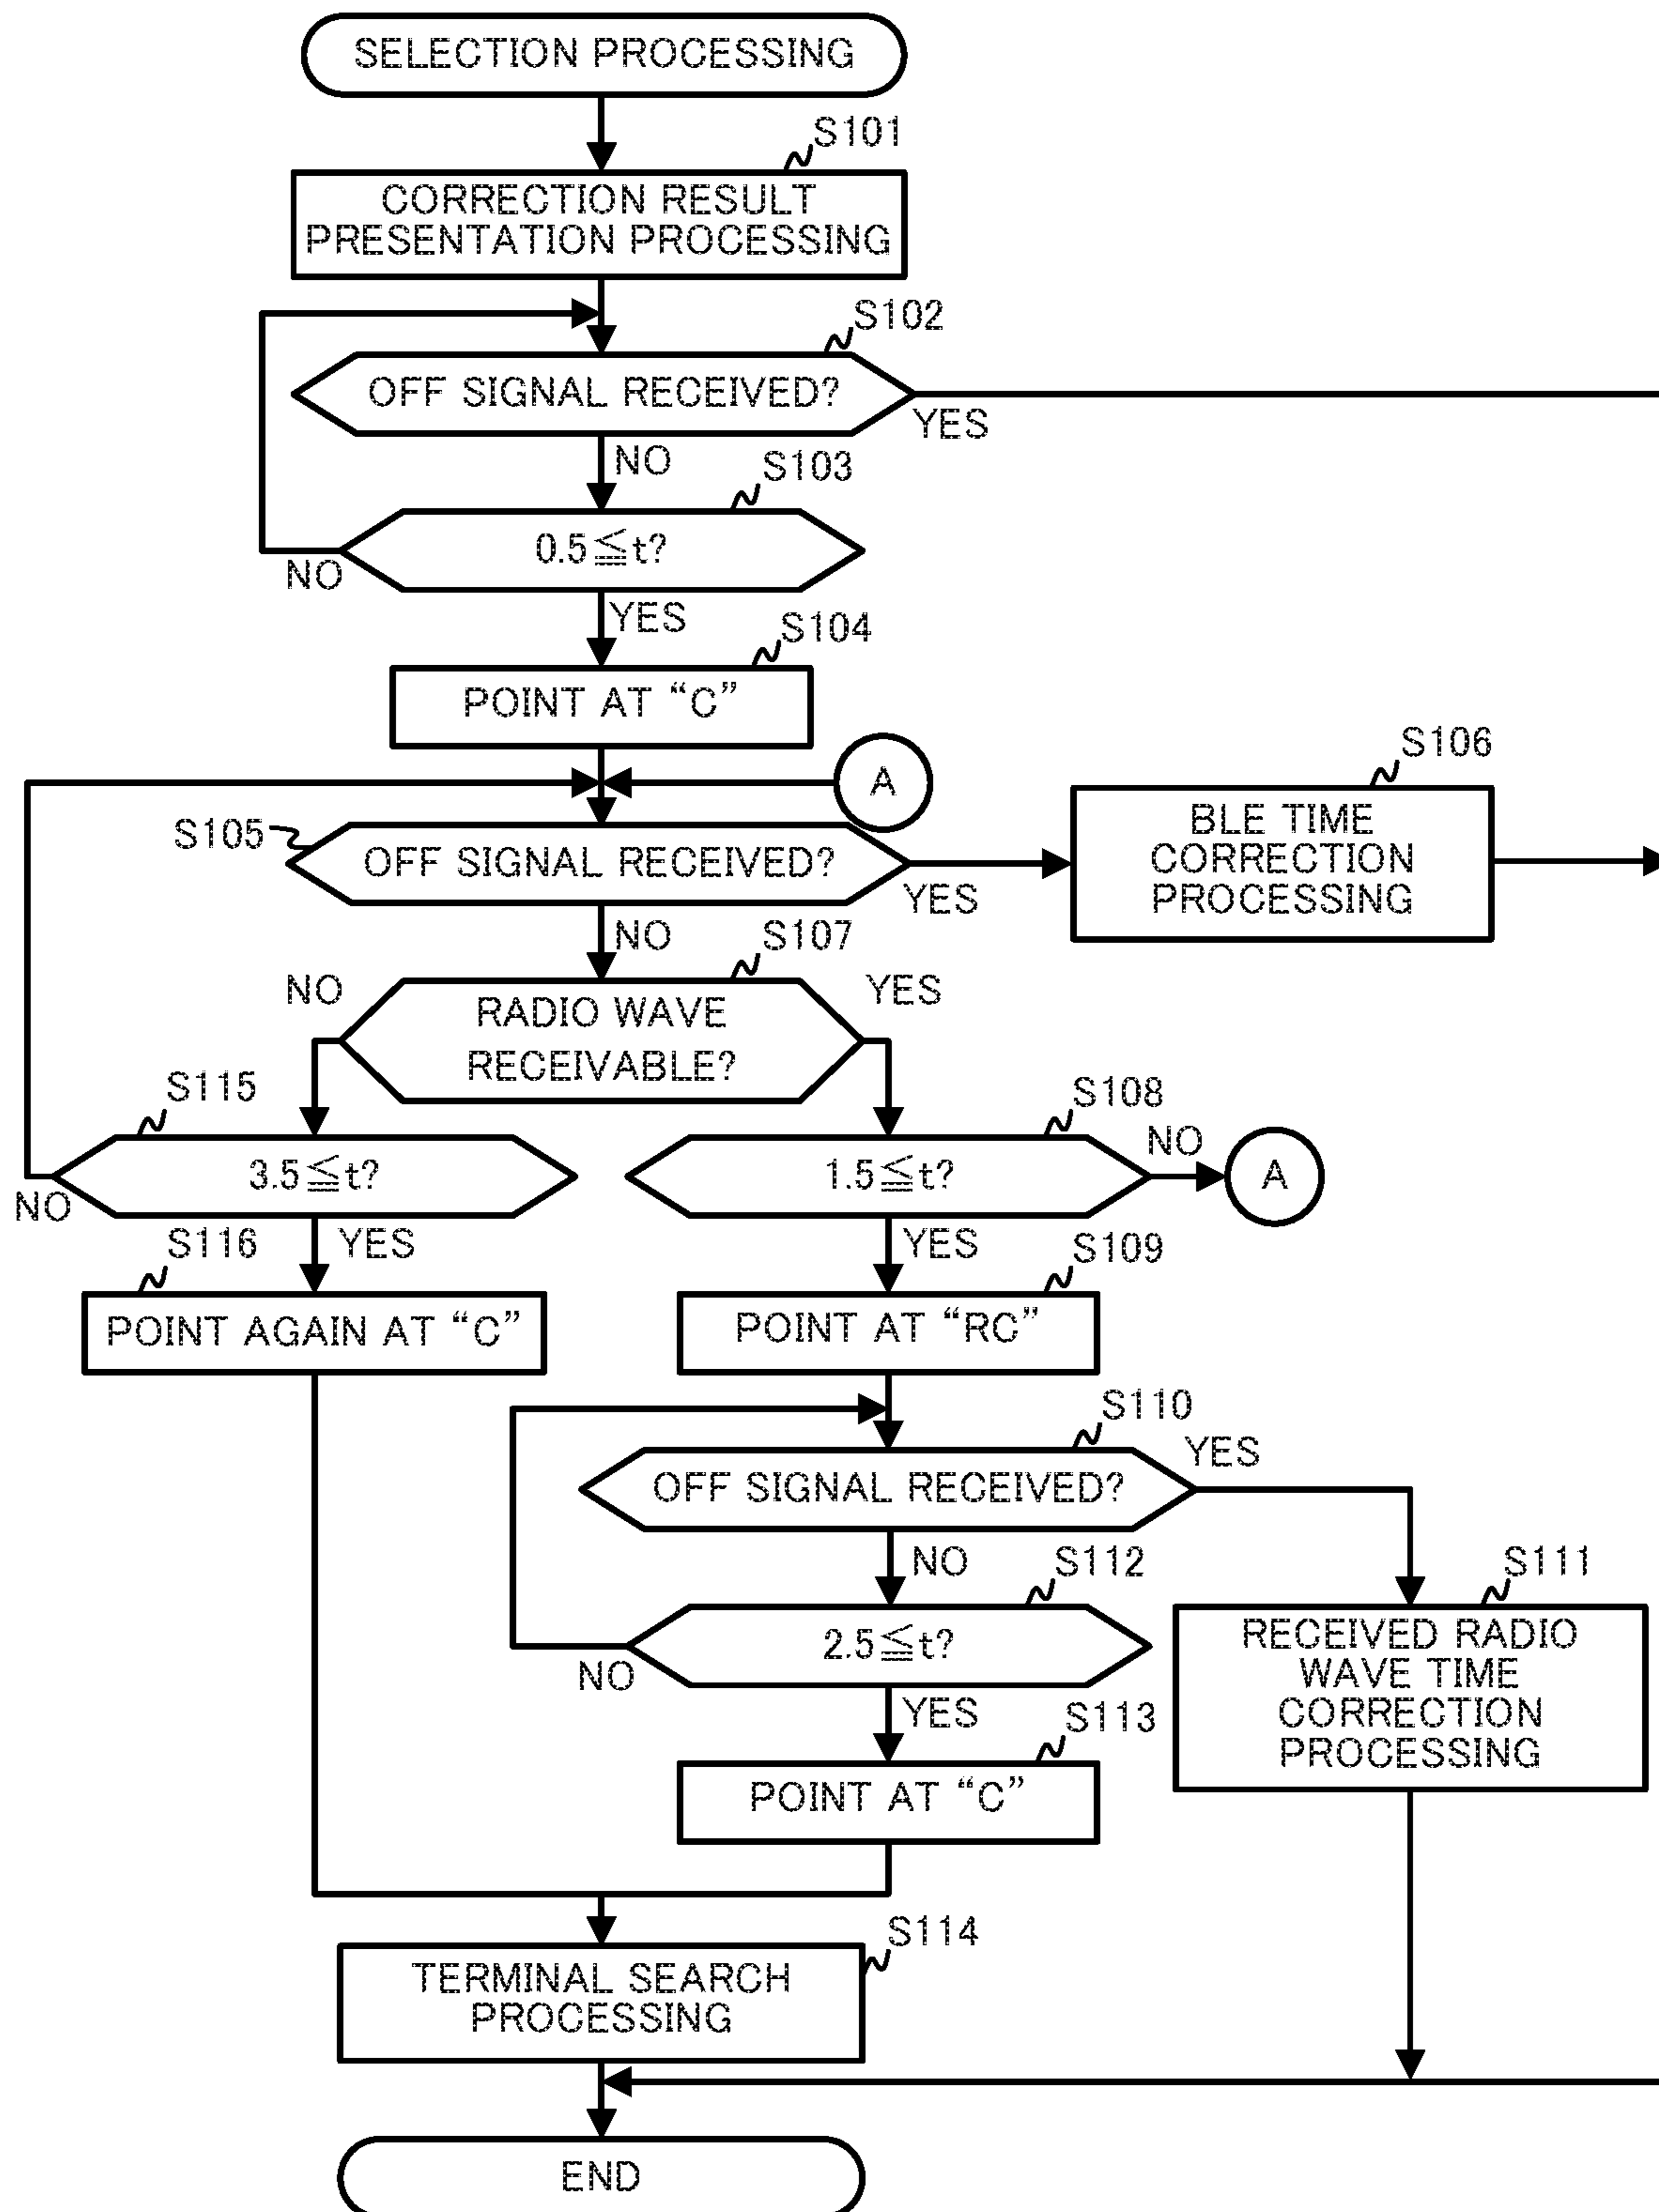 SELECTION PROCESSING
S101
CORRECTION RESULT
PRESENTATION PROCESSING
S102
OFF SIGNAL RECEIVED?
YES
NO
S103
0.5≦t?
NO
YES
S104
POINT AT “C”
A
S106
BLE TIME
CORRECTION
PROCESSING
S105
OFF SIGNAL RECEIVED?
YES
NO
S107
NO
YES
RADIO WAVE
RECEIVABLE?
S115
S108
NO
3.5≦t?
1.5≦t?
A
NO
S116
YES
YES
S109
POINT AGAIN AT “C”
POINT AT “RC”
S110
YES
OFF SIGNAL RECEIVED?
NO
S112
S111
2.5≦t?
NO
RECEIVED RADIO
WAVE TIME
CORRECTION
PROCESSING
YES
S113
POINT AT “C”
S114
TERMINAL SEARCH
PROCESSING
END